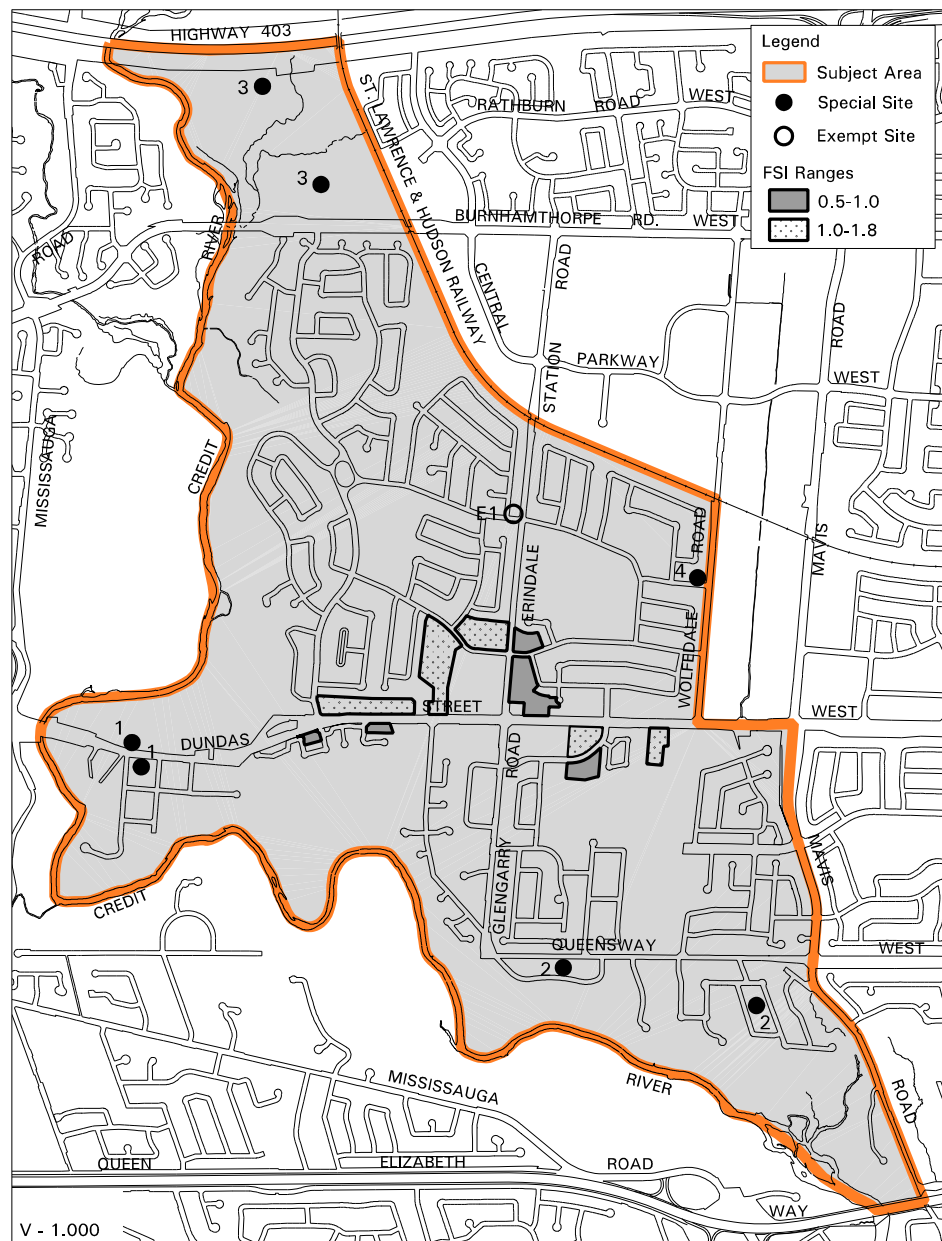 HIGHWAY 403
Legend
Subject Area
Special Site
Exempt Site
FSI Ranges
0.5-1.0
1.0-1.8
3
ST. LAWRENCE & HUDSON RAILWAY
RATHBURN ROAD WEST
3
BURNHAMTHORPE RD. WEST
ROAD
RIVER
CENTRAL
ROAD
PARKWAY
ROAD
WEST
STATION
MISSISSAUGA
CREDIT
E1
ROAD
MAVIS
4
ERINDALE
WOLFEDALE
STREET
WEST
1
DUNDAS
1
ROAD
MAVIS
CREDIT
GLENGARRY
QUEENSWAY
WEST
2
2
MISSISSAUGA
RIVER
ROAD
QUEEN
ELIZABETH
ROAD
WAY
V - 1.000